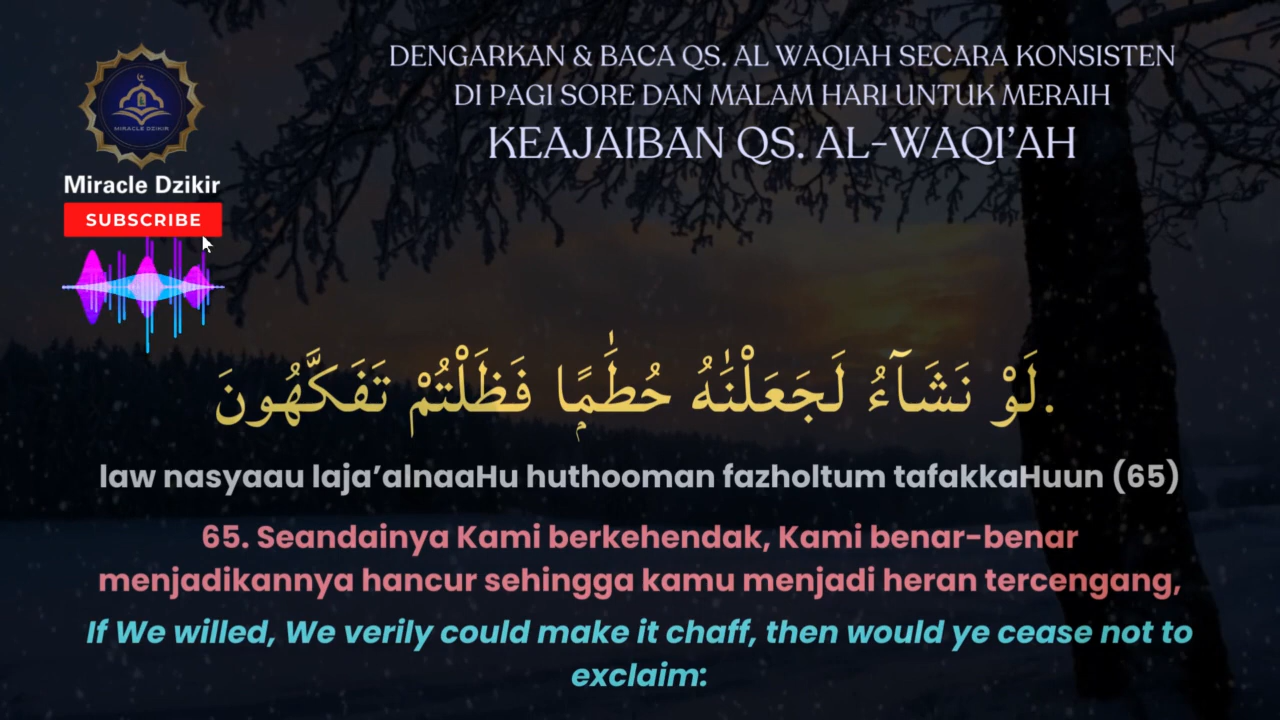 DENGARKAN & BACA QS. AL WAQIAH SECARA KONSISTEN
DI PAGI SORE DAN MALAM HARI UNTUK MERAIH
KEAJAIBAN QS. AL-WAQI'AH
MIRACLE DZIKIR
Miracle Dzikir
SUBSCRIBE
.لَوْ نَشَآءُ لَجَعَلْنَٰهُ حُطَٰمًۭا فَظَلْتُمْ تَفَكَّهُونَ
law nasyaau laja'alnaaHu huthooman fazholtum tafakkaHuun (65)
65. Seandainya Kami berkehendak, Kami benar-benar
menjadikannya hancur sehingga kamu menjadi heran tercengang,
If We willed, We verily could make it chaff, then would ye cease not to
exclaim: